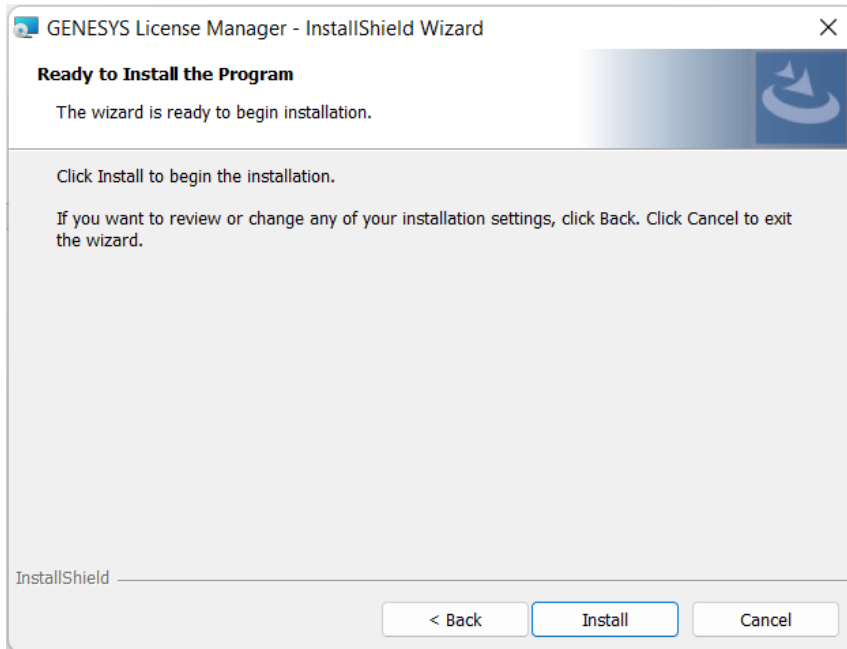 GENESYS License Manager - InstallShield Wizard
Ready to Install the Program
The wizard is ready to begin installation.
Click Install to begin the installation.
If you want to review or change any of your installation settings, click Back. Click Cancel to exit
the wizard.
InstallShield
< Back
Install
Cancel